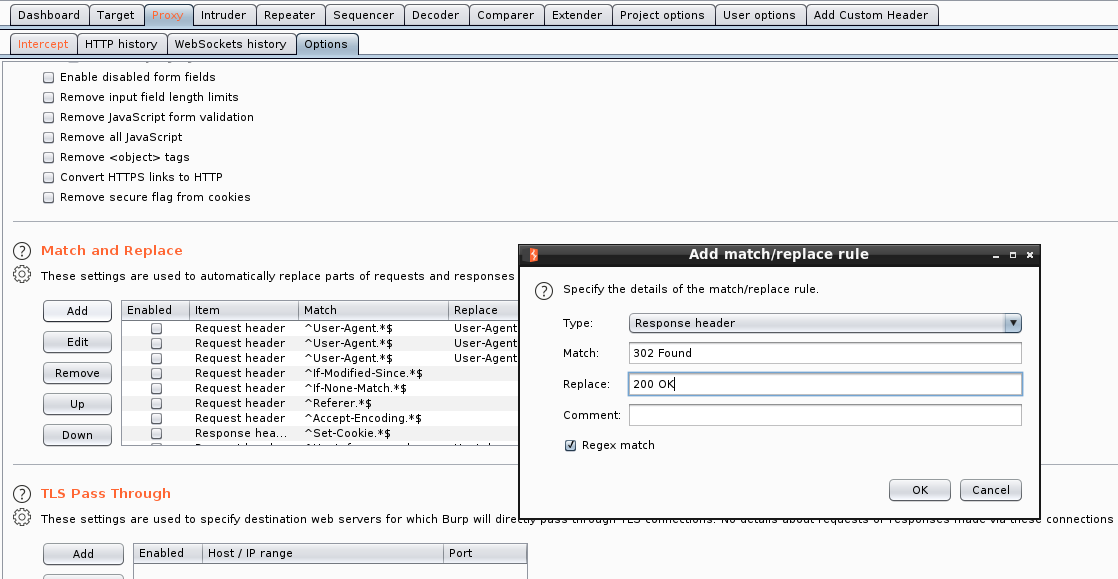 Dashboard Target Proxy Intruder Repeater Sequencer Decoder Comparer Extender Project options User options Add Custom Header
Intercept HTTP history WebSockets history Options
Enable disabled form fields
Remove input field length limits
Remove JavaScript form validation
Remove all JavaScript
Remove <object> tags
Convert HTTPS links to HTTP
Remove secure flag from cookies
? Match and Replace
These settings are used to automatically replace parts of requests and responses
Add
Edit
Remove
Up
Down
Enabled Item Match Replace
Request header ^User-Agent.*$ User-Agent
Request header ^User-Agent.*$ User-Agent
Request header ^User-Agent.*$ User-Agent
Request header ^If-Modified-Since.*$
Request header ^If-None-Match.*$
Request header ^Referer.*$
Request header ^Accept-Encoding.*$
Response hea... ^Set-Cookie.*$
Add match/replace rule
? Specify the details of the match/replace rule.
Type: Response header
Match: 302 Found
Replace: 200 OK
Comment:
Regex match
OK Cancel
? TLS Pass Through
These settings are used to specify destination web servers for which Burp will directly pass through TLS connections. No details about requests or responses made via these connections
Add
Enabled Host / IP range Port